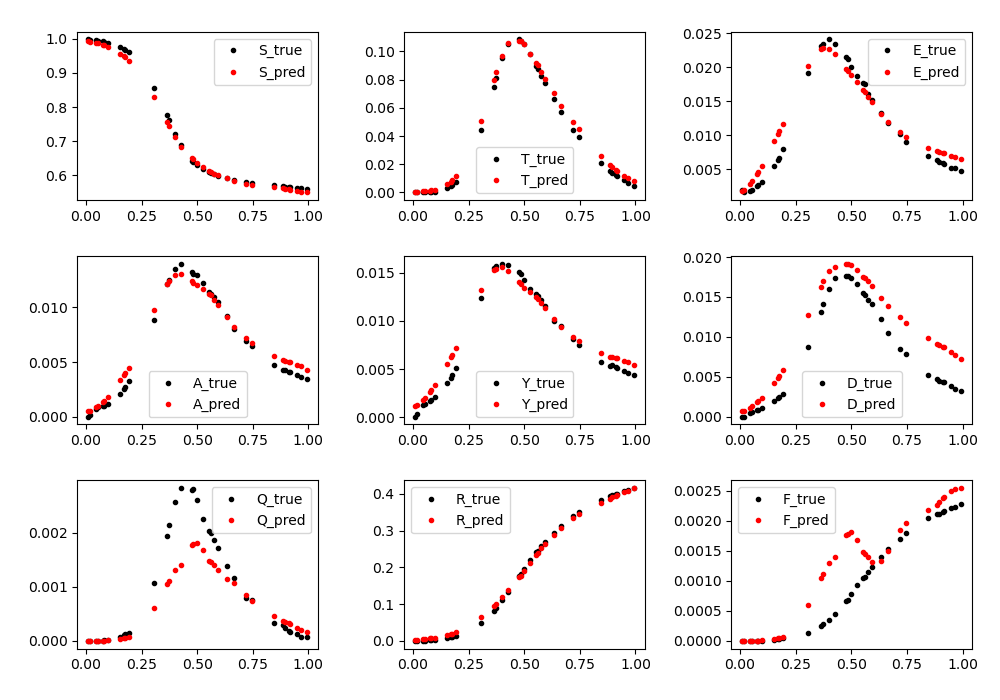 1.0
0.9
0.8
0.7
0.6
0.00 0.25 0.50 0.75 1.00
S_true
S_pred
0.10
0.08
0.06
0.04
0.02
0.00
0.00 0.25 0.50 0.75 1.00
T_true
T_pred
0.025
0.020
0.015
0.010
0.005
0.00 0.25 0.50 0.75 1.00
E_true
E_pred
0.010
0.005
0.000
0.00 0.25 0.50 0.75 1.00
A_true
A_pred
0.015
0.010
0.005
0.000
0.00 0.25 0.50 0.75 1.00
Y_true
Y_pred
0.020
0.015
0.010
0.005
0.000
0.00 0.25 0.50 0.75 1.00
D_true
D_pred
0.002
0.001
0.000
0.00 0.25 0.50 0.75 1.00
Q_true
Q_pred
0.4
0.3
0.2
0.1
0.0
0.00 0.25 0.50 0.75 1.00
R_true
R_pred
0.0025
0.0020
0.0015
0.0010
0.0005
0.0000
0.00 0.25 0.50 0.75 1.00
F_true
F_pred